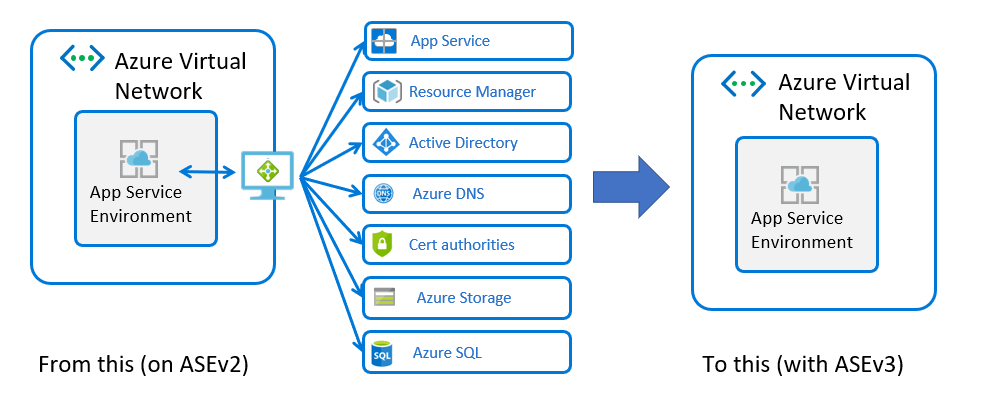 Azure Virtual
Network
App Service
Environment
App Service
Resource Manager
Active Directory
DNS
Azure DNS
Cert authorities
Azure Storage
SQL
Azure SQL
From this (on ASEv2)
Azure Virtual
Network
App Service
Environment
To this (with ASEv3)